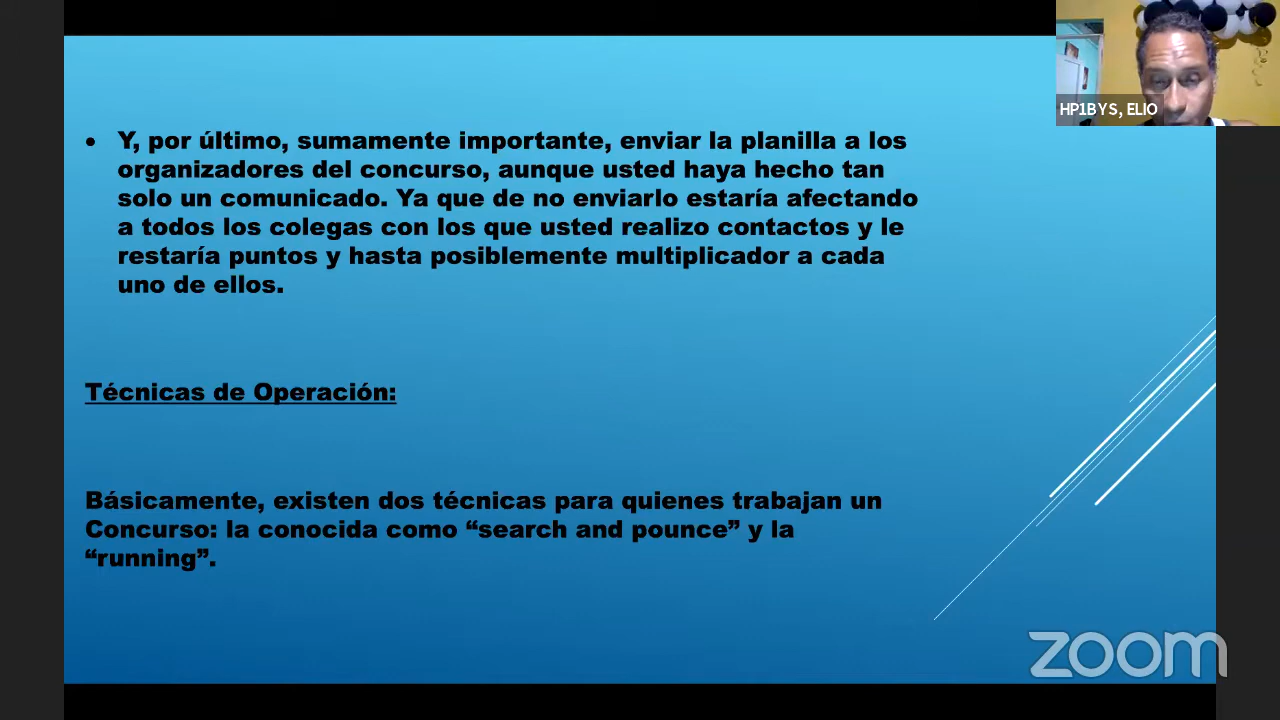 HP1BYS, ELIO
• Y, por último, sumamente importante, enviar la planilla a los
organizadores del concurso, aunque usted haya hecho tan
solo un comunicado. Ya que de no enviarlo estaría afectando
a todos los colegas con los que usted realizo contactos y le
restaría puntos y hasta posiblemente multiplicador a cada
uno de ellos.
Técnicas de Operación:
Básicamente, existen dos técnicas para quienes trabajan un
Concurso: la conocida como “search and pounce” y la
“running”.
zoom